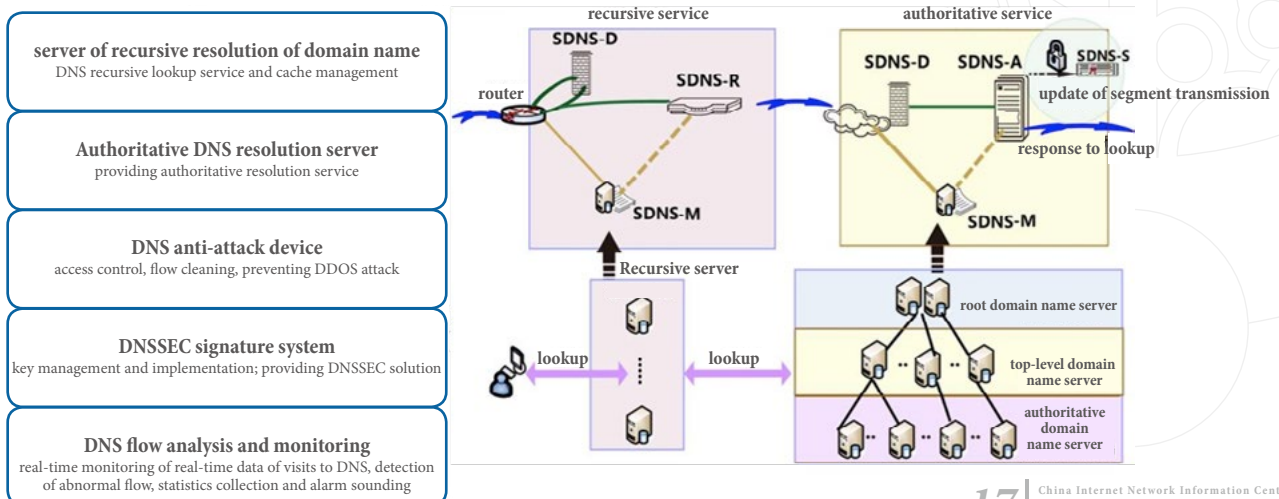 server of recursive resolution of domain name
DNS recursive lookup service and cache management
Authoritative DNS resolution server
providing authoritative resolution service
DNS anti-attack device
access control, flow cleaning, preventing DDOS attack
DNSSEC signature system
key management and implementation; providing DNSSEC solution
DNS flow analysis and monitoring
real-time monitoring of real-time data of visits to DNS, detection
of abnormal flow, statistics collection and alarm sounding
recursive service
SDNS-D
SDNS-R
router
SDNS-M
authoritative service
SDNS-D
SDNS-A
SDNS-S
update of segment transmission
response to lookup
SDNS-M
Recursive server
lookup
lookup
root domain name server
top-level domain
name server
authoritative
domain
name server
17
China Internet Network Information Cent